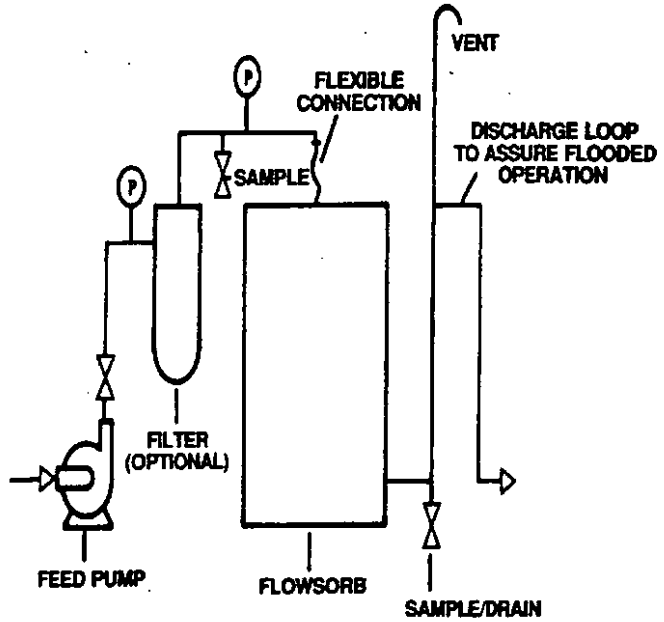 VENT
P
FLEXIBLE
CONNECTION
DISCHARGE LOOP
TO ASSURE FLOODED
OPERATION
P
SAMPLE
FILTER
(OPTIONAL)
FEED PUMP
FLOWSORB
SAMPLE/DRAIN